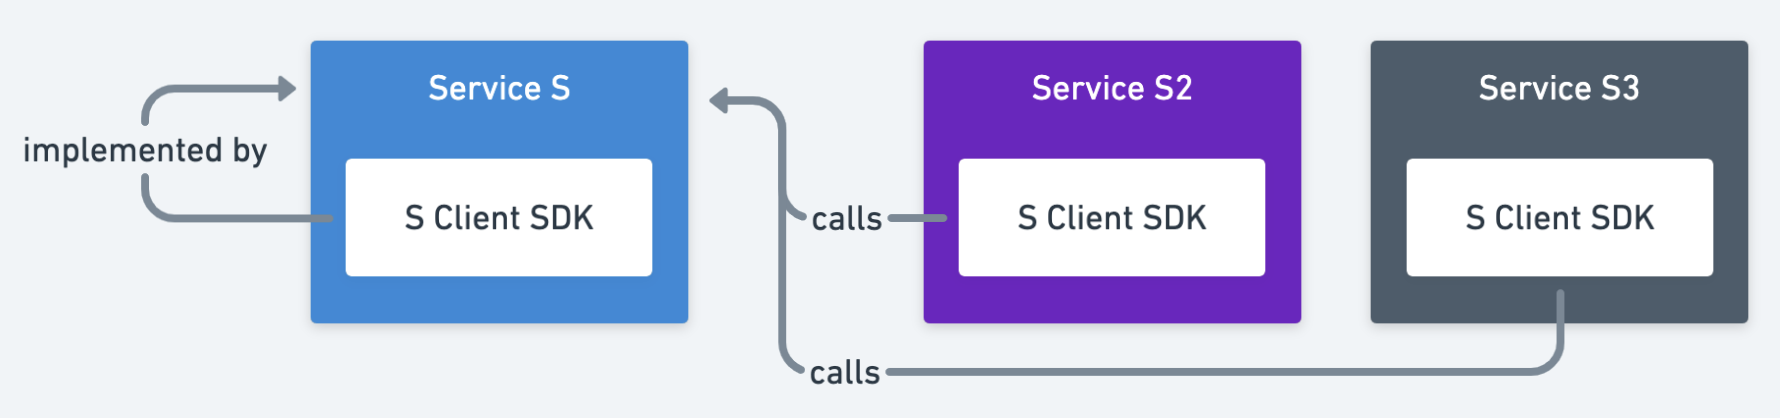 Service S
Service S2
Service S3
implemented by
S Client SDK
calls
S Client SDK
S Client SDK
calls